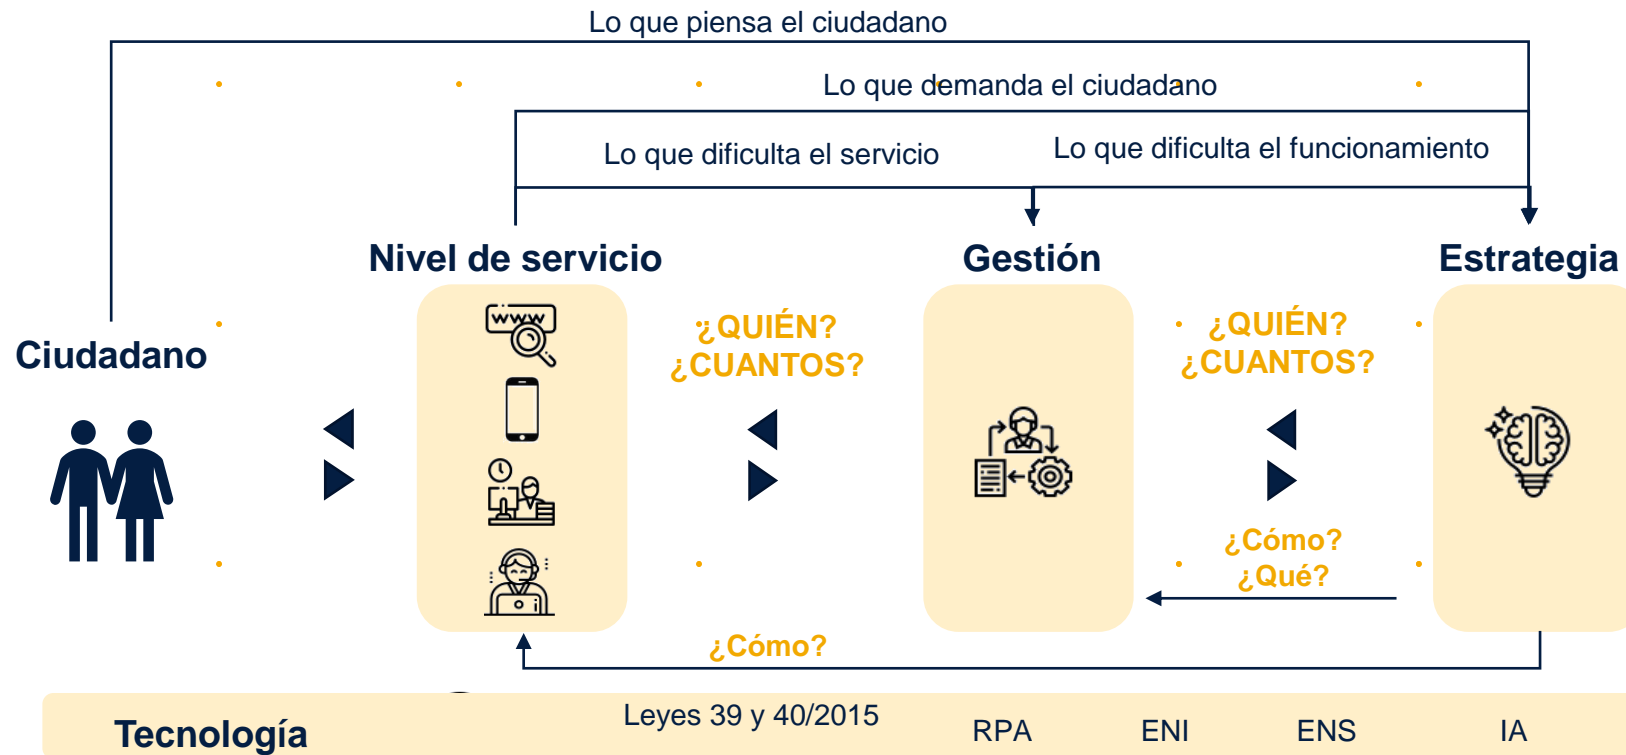 Lo que piensa el ciudadano
Lo que demanda el ciudadano
Lo que dificulta el servicio
Lo que dificulta el funcionamiento
Nivel de servicio
Gestión
Estrategia
Ciudadano
www
¿QUIÉN?
¿CUANTOS?
¿QUIÉN?
¿CUANTOS?
¿Cómo?
¿Qué?
¿Cómo?
Tecnología
Leyes 39 y 40/2015
RPA
ENI
ENS
IA